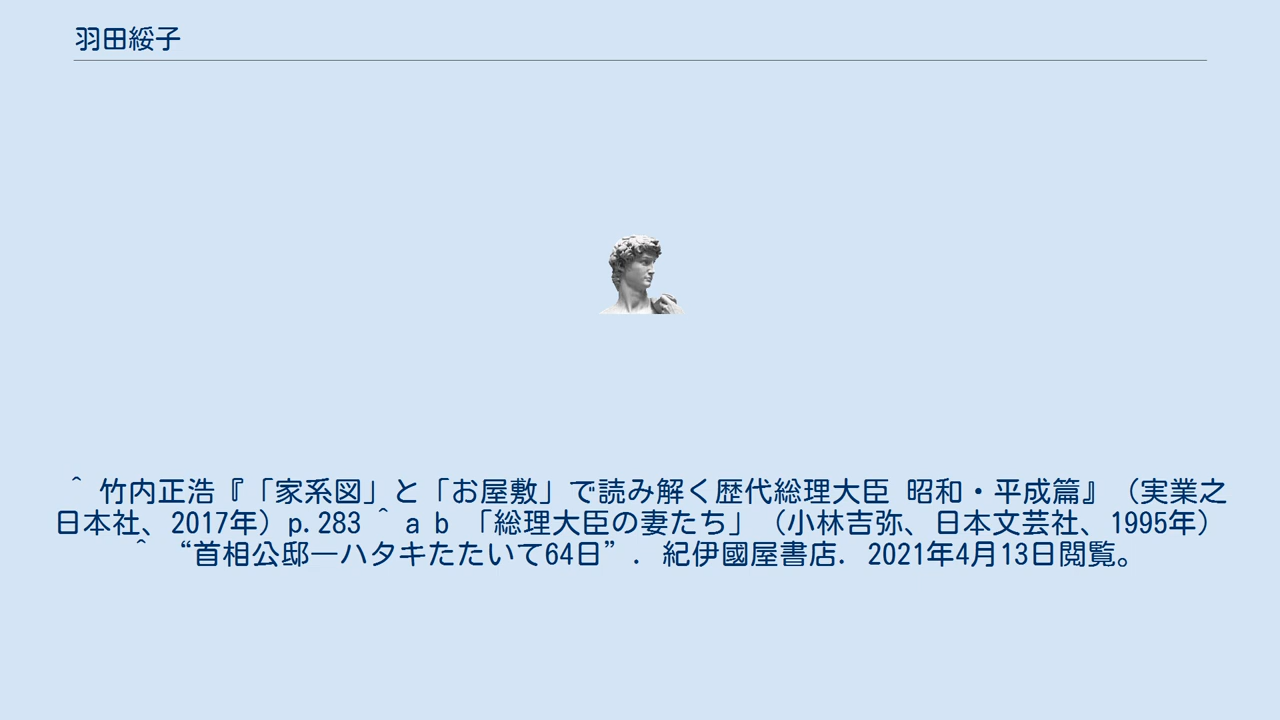 羽田綏子
^ 竹内正浩『「家系図」と「お屋敷」で読み解く歴代総理大臣 昭和・平成篇』（実業之
日本社、2017年）p.283 ^ a b 「総理大臣の妻たち」（小林吉弥、日本文芸社、1995年）
^ “首相公邸―ハタキたたいて64日”. 紀伊國屋書店. 2021年4月13日閲覧。